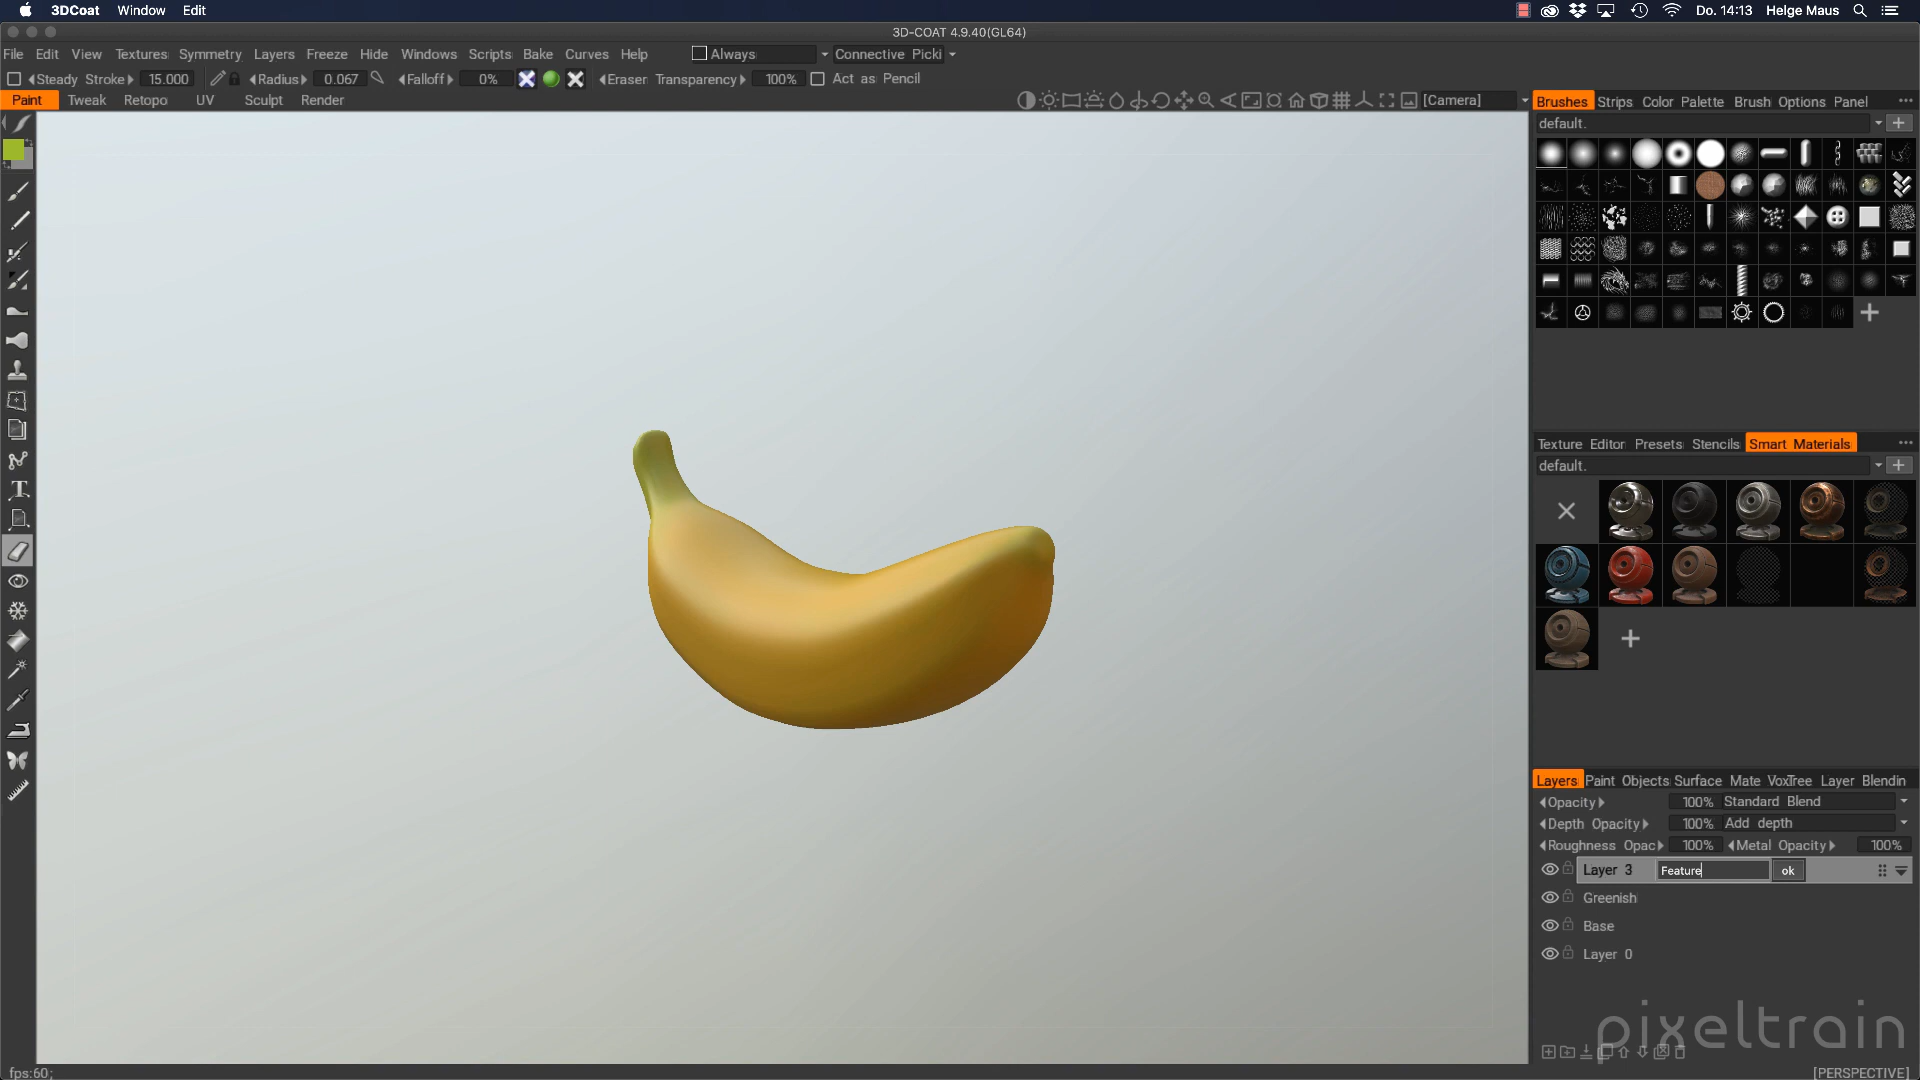 3DCoat Window Edit Do. 14:13 Helge Maus
3D-COAT 4.9.40(GL64)
File Edit View Textures Symmetry Layers Freeze Hide Windows Scripts Bake Curves Help Always Connective Picki
Steady Stroke 15.000 Radius 0.067 Falloff 0% Eraser Transparency 100% Act as Pencil
Paint Tweak Retopo UV Sculpt Render [Camera]
Brushes Strips Color Palette Brush Options Panel
default.
Texture Editor Presets Stencils Smart Materials
default.
Layers Paint Objects Surface Mate VoxTree Layer Blendin
Opacity 100% Standard Blend
Depth Opacity 100% Add depth
Roughness Opac 100% Metal Opacity 100%
Layer 3 Feature ok
Greenish
Base
Layer 0
pixeltrain
fps:60; [PERSPECTIVE]